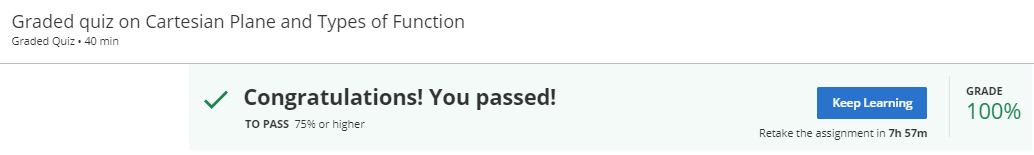 Graded quiz on Cartesian Plane and Types of Function
Graded Quiz • 40 min
Congratulations! You passed!
TO PASS 75% or higher
Keep Learning
Retake the assignment in 7h 57m
GRADE
100%